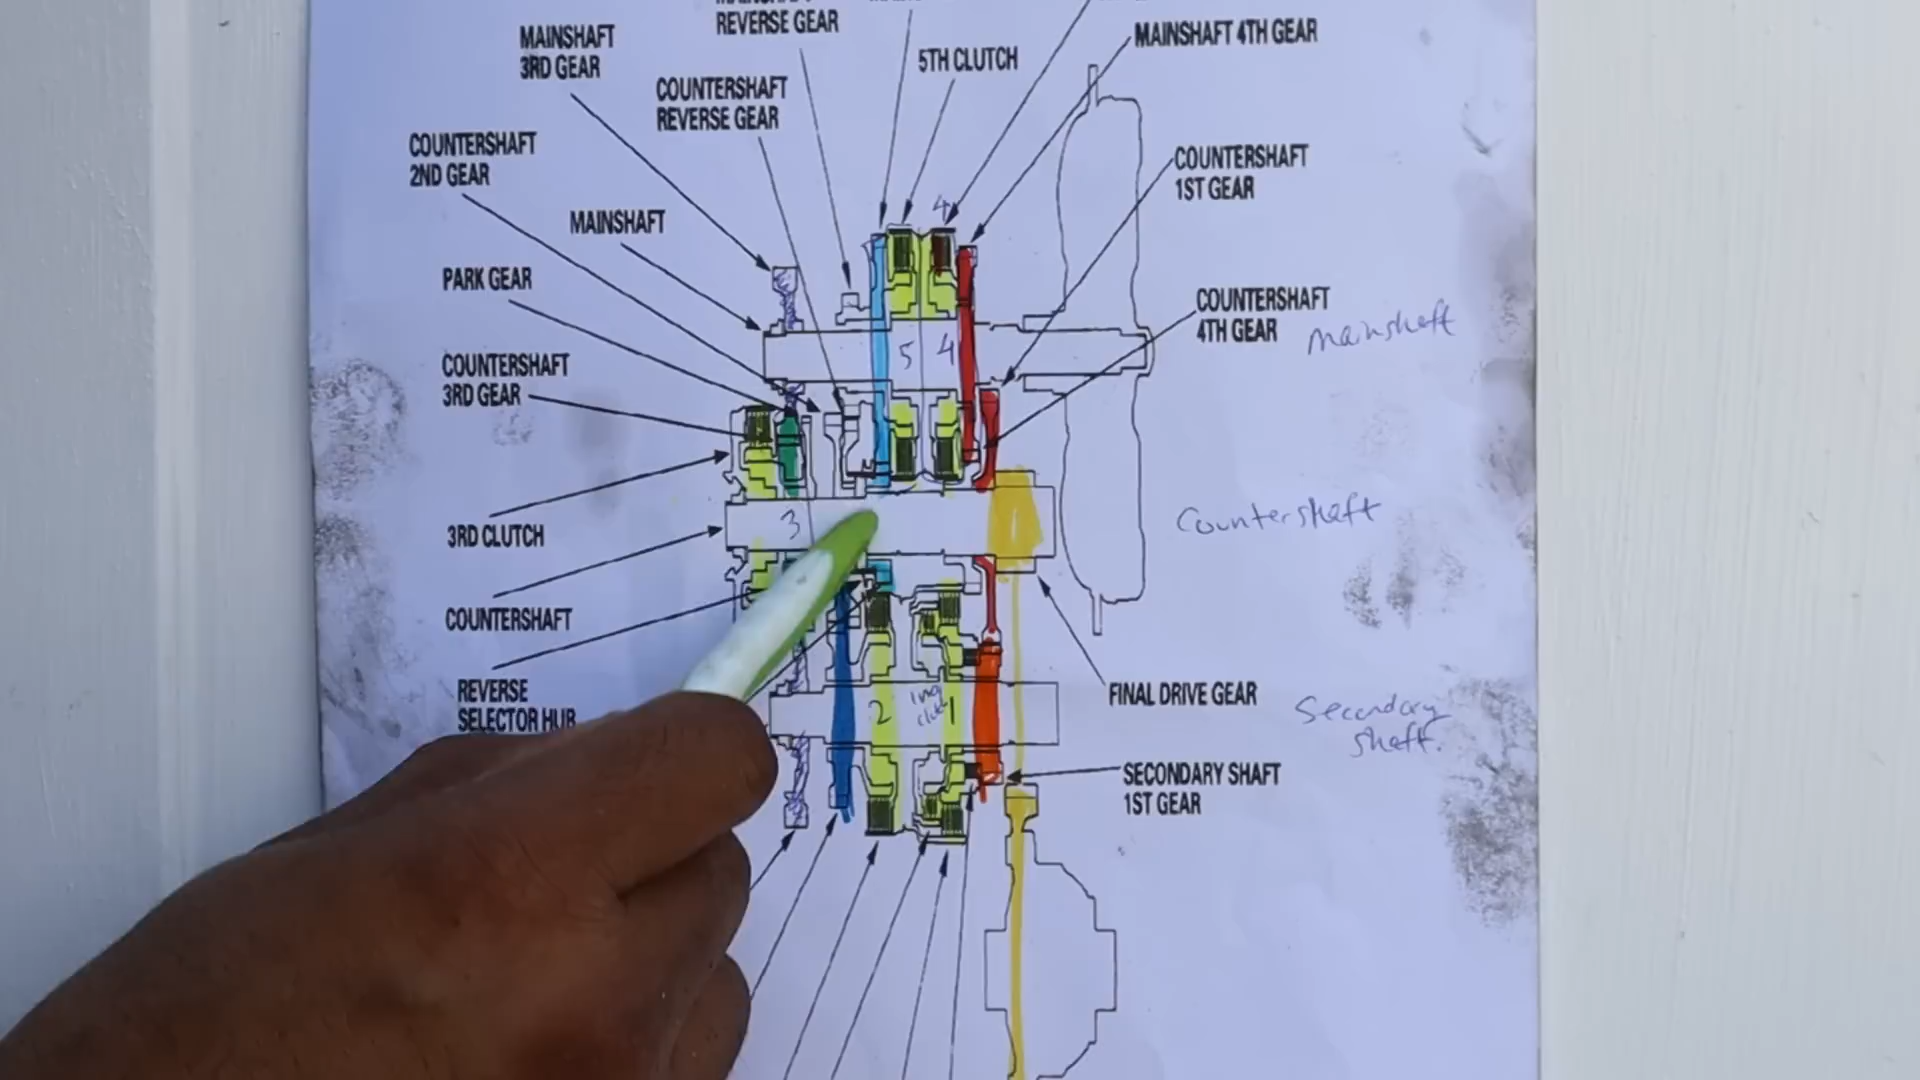 REVERSE GEAR
MAINSHAFT
3RD GEAR
MAINSHAFT 4TH GEAR
5TH CLUTCH
COUNTERSHAFT
REVERSE GEAR
COUNTERSHAFT
2ND GEAR
COUNTERSHAFT
1ST GEAR
MAINSHAFT
4
PARK GEAR
COUNTERSHAFT
4TH GEAR
Mainshaft
5
4
COUNTERSHAFT
3RD GEAR
3RD CLUTCH
3
Countershaft
COUNTERSHAFT
REVERSE
SELECTOR HUB
FINAL DRIVE GEAR
2
1
Secondary
shaft.
SECONDARY SHAFT
1ST GEAR